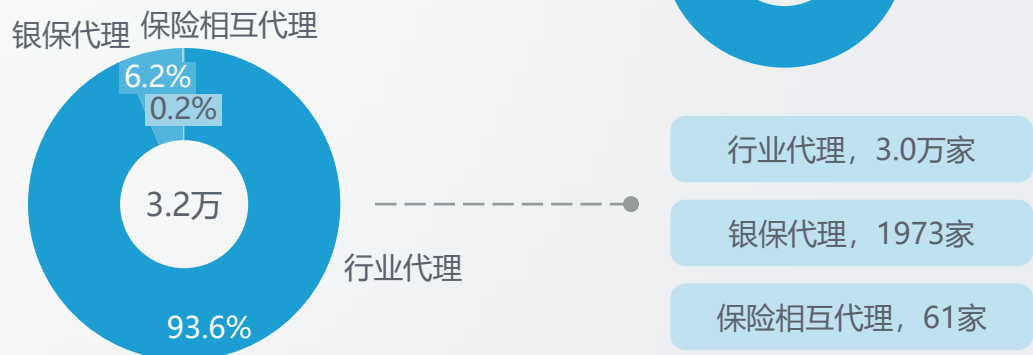 银保代理
保险相互代理
6.2%
0.2%
3.2万
行业代理
93.6%
行业代理，3.0万家
银保代理，1973家
保险相互代理，61家